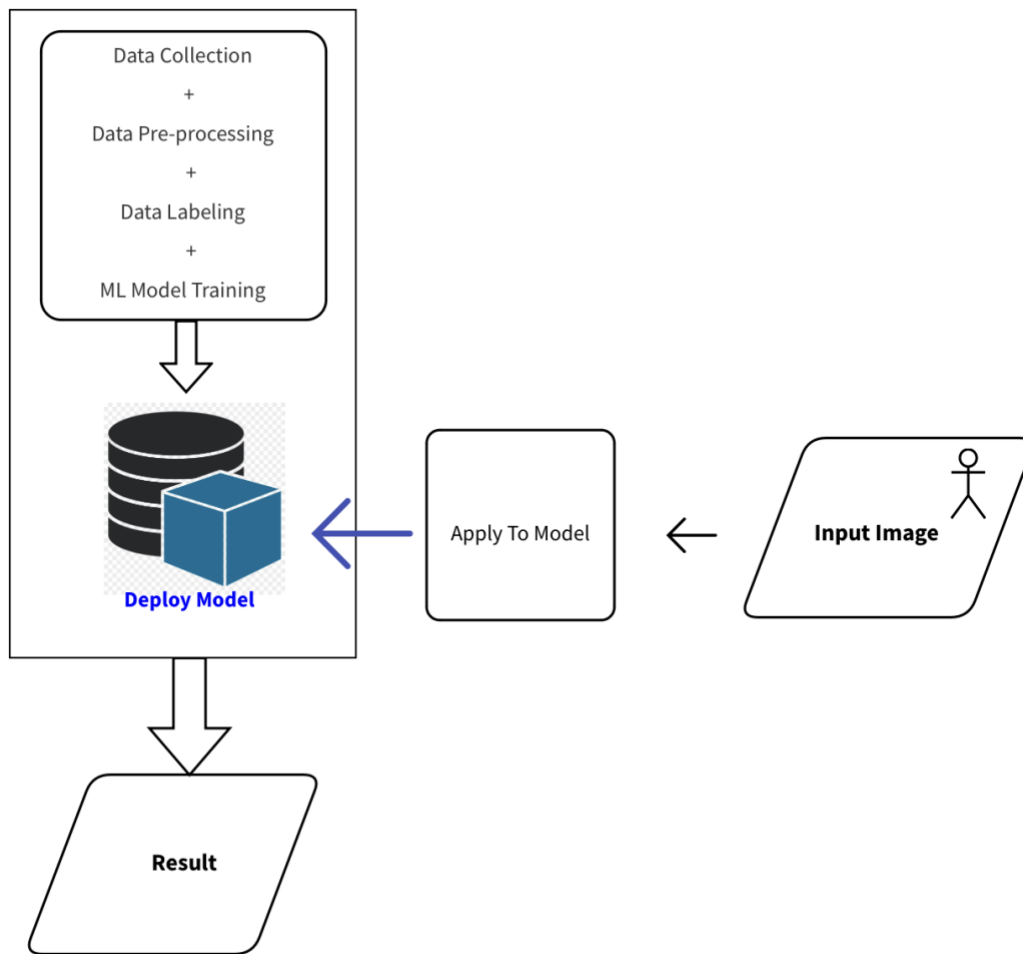 Data Collection
+
Data Pre-processing
+
Data Labeling
+
ML Model Training
Deploy Model
Apply To Model
Input Image
Result